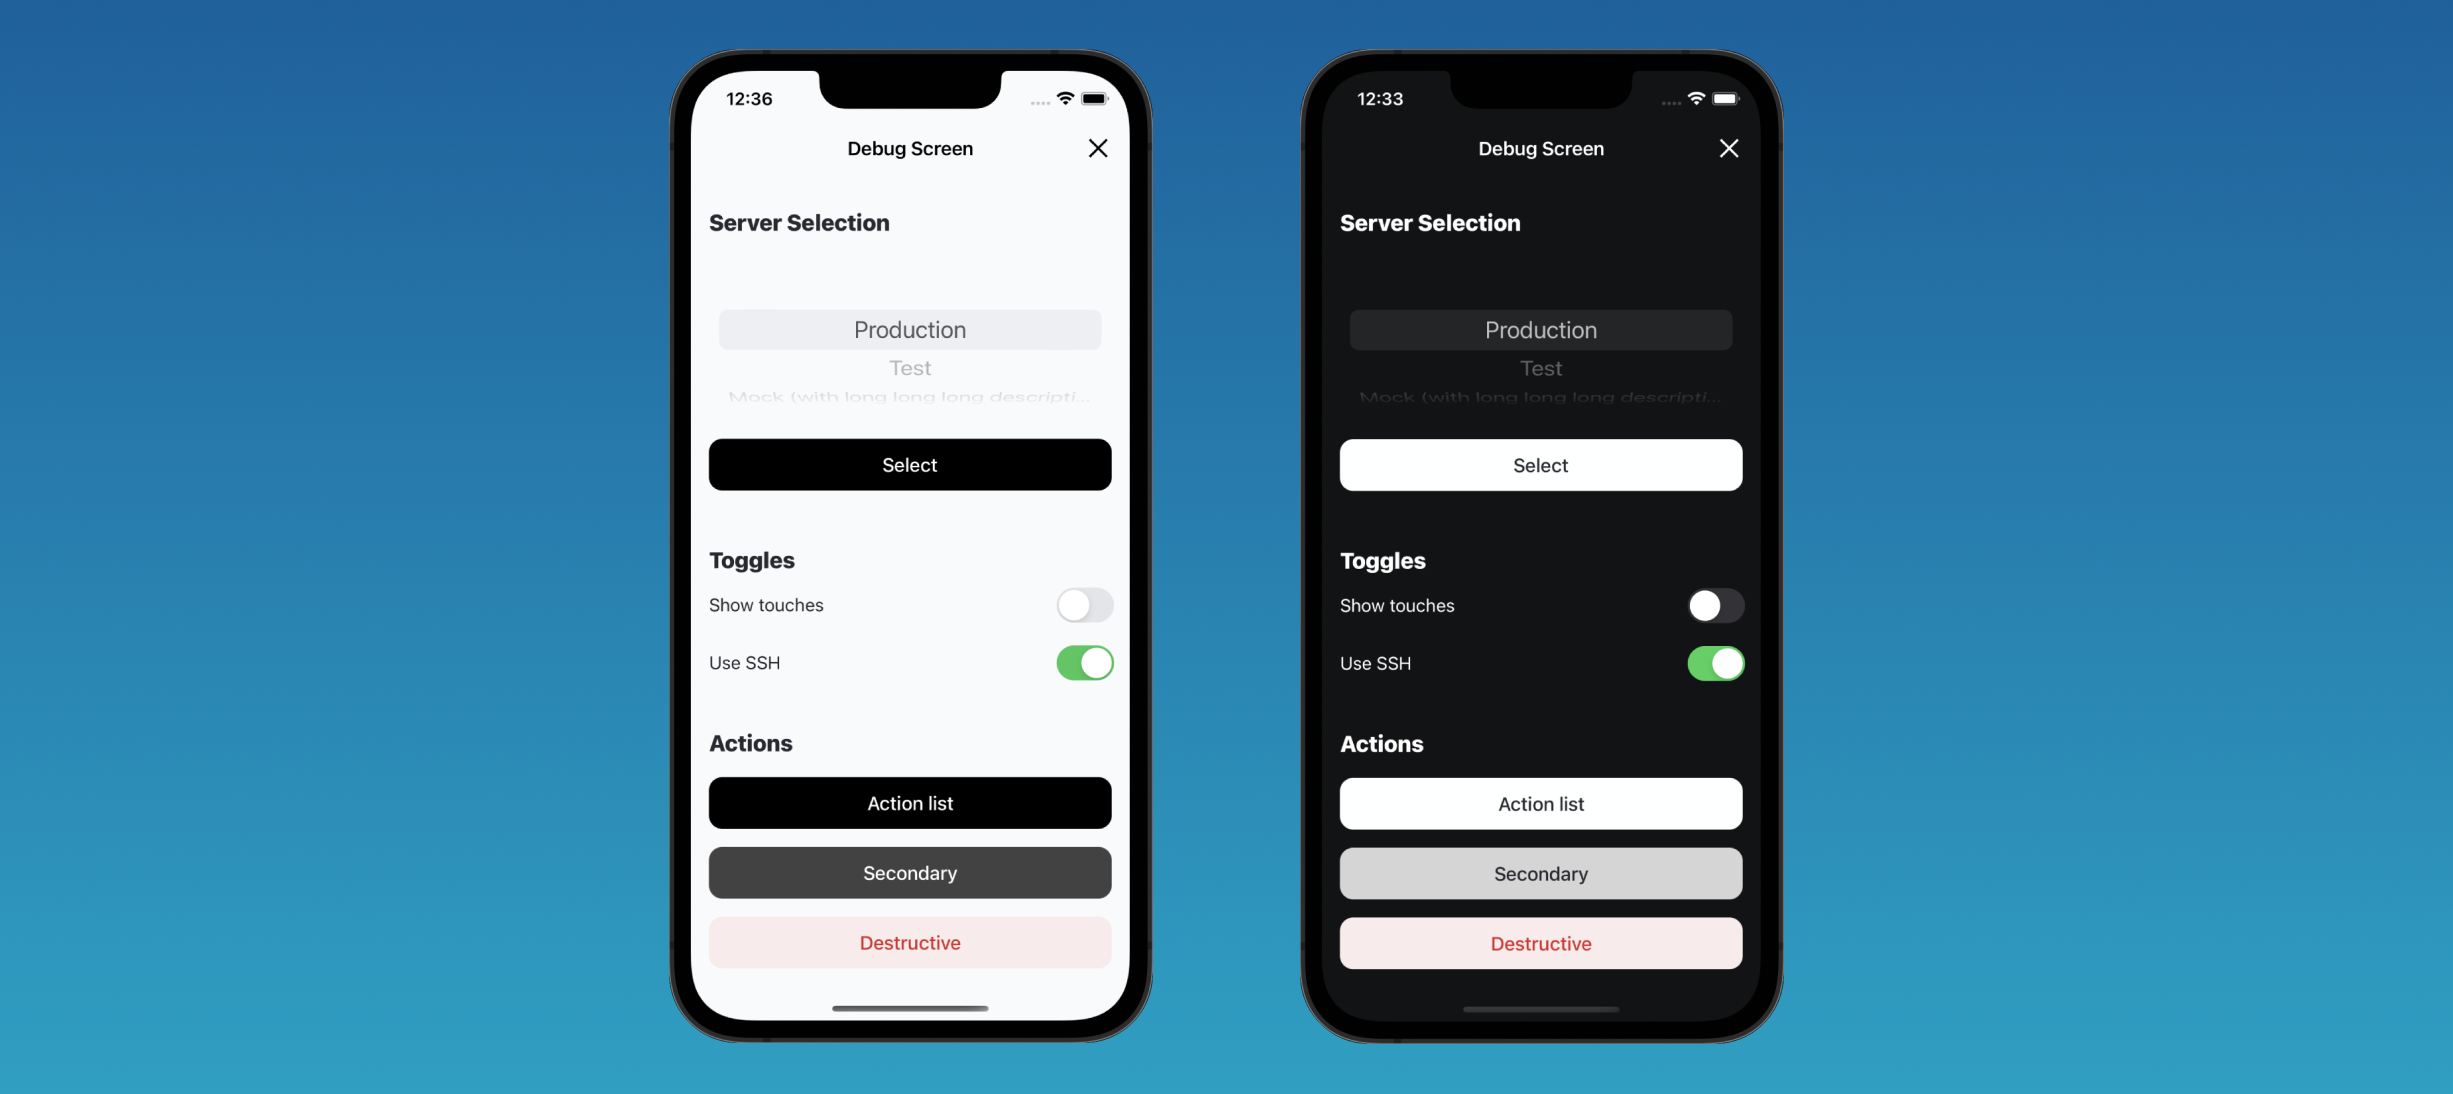 12:36
Debug Screen
Server Selection
Production
Test
Mock (with long long long descripti...
Select
Toggles
Show touches
Use SSH
Actions
Action list
Secondary
Destructive
12:33
Debug Screen
Server Selection
Production
Test
Mock (with long long long descripti...
Select
Toggles
Show touches
Use SSH
Actions
Action list
Secondary
Destructive